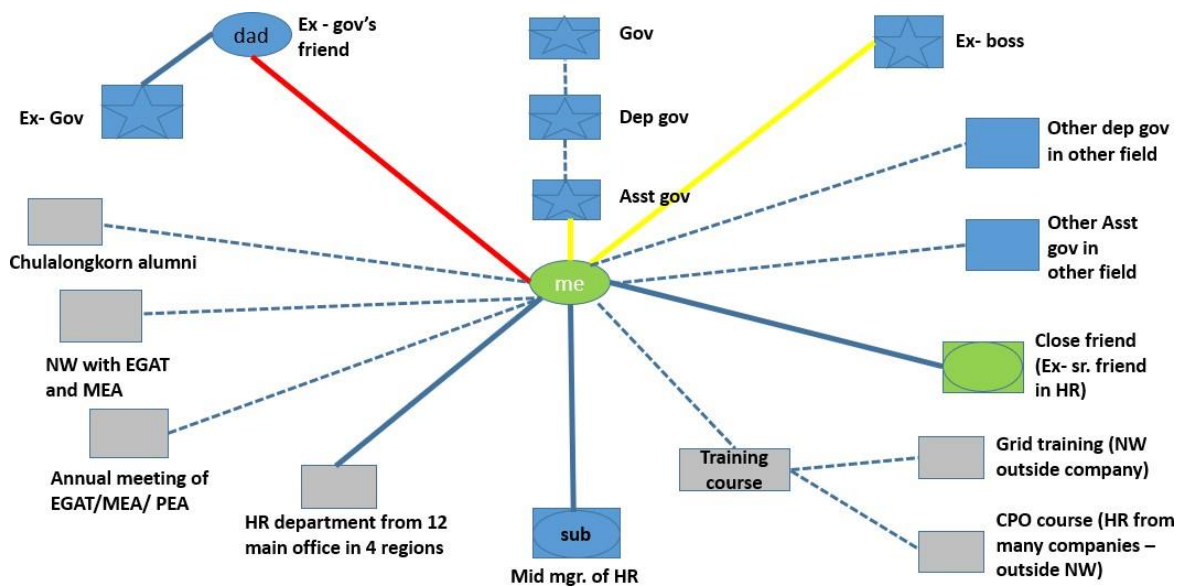 dad
Ex - gov's
friend
Gov
Ex- boss
Ex- Gov
Dep gov
Other dep gov
in other field
Asst gov
Other Asst
gov in
other field
Chulalongkorn alumni
me
NW with EGAT
and MEA
Close friend
(Ex- sr. friend
in HR)
Annual meeting of
EGAT/MEA/ PEA
Training
course
Grid training (NW
outside company)
HR department from 12
main office in 4 regions
sub
Mid mgr. of HR
CPO course (HR from
many companies –
outside NW)